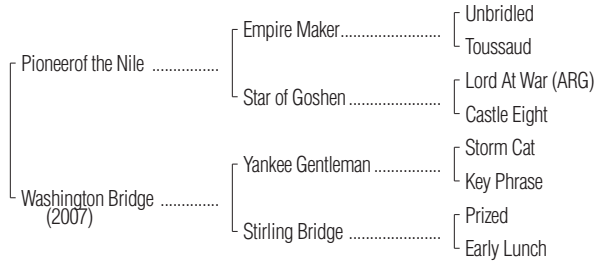 Unbridled
Empire Maker.....................
Toussaud
Pioneerof the Nile ................
Lord At War (ARG)
Star of Goshen ....................
Castle Eight
Storm Cat
Yankee Gentleman ..............
Key Phrase
Washington Bridge ..............
(2007)
Prized
Stirling Bridge ....................
Early Lunch